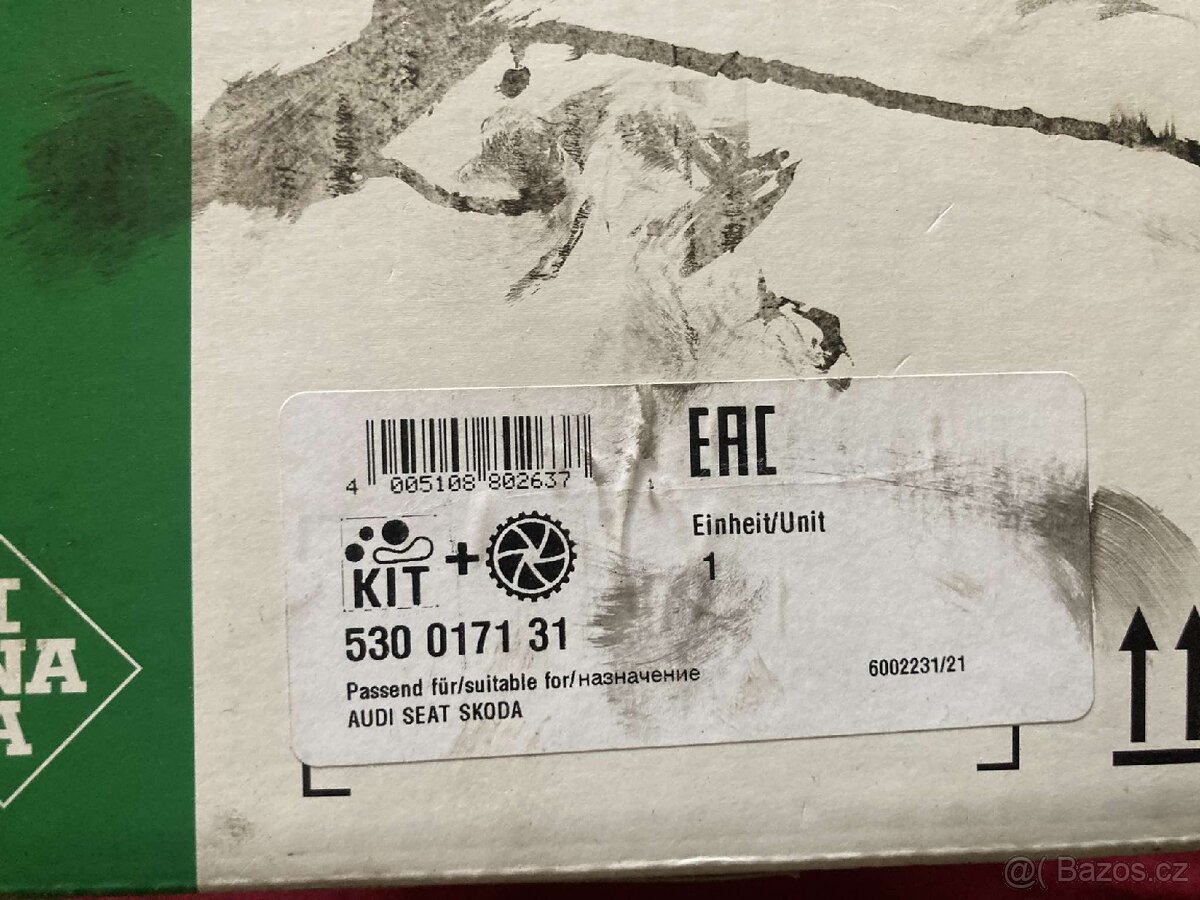 EAC
4 005108 802637
Einheit/Unit
1
KIT +
530 0171 31
Passend für/suitable for/назначение
AUDI SEAT SKODA
6002231/21
NA
A
@( Bazos.cz